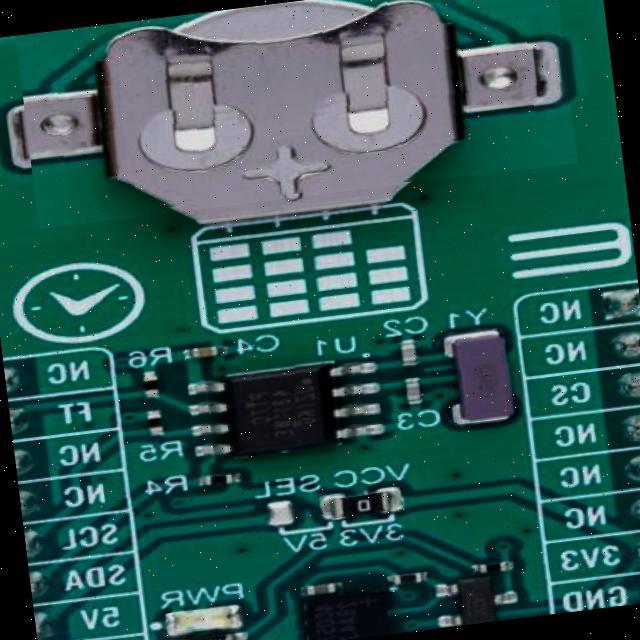 Y1
C2
U1
C4
R6
NC
NC
NC
FT
CS
C3
NC
NC
R5
NC
VCC SEL
R4
NC
NC
3V3 5V
SCL
3V3
SDA
GND
PWR
5V